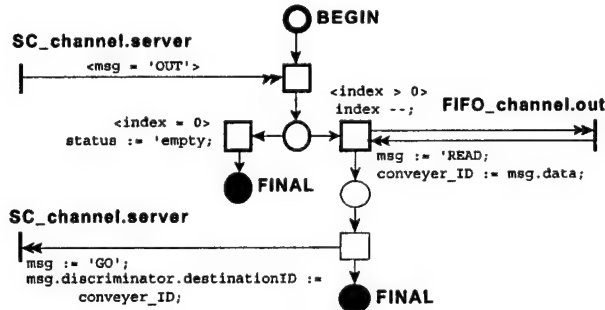 BEGIN
SC_channel.server
<msg = 'OUT'>
<index > 0>
index --;
FIFO_channel.out
<index = 0>
status := 'empty;
msg := 'READ;
conveyer_ID := msg.data;
FINAL
SC_channel.server
msg := 'GO';
msg.discriminator.destinationID :=
conveyer_ID;
FINAL